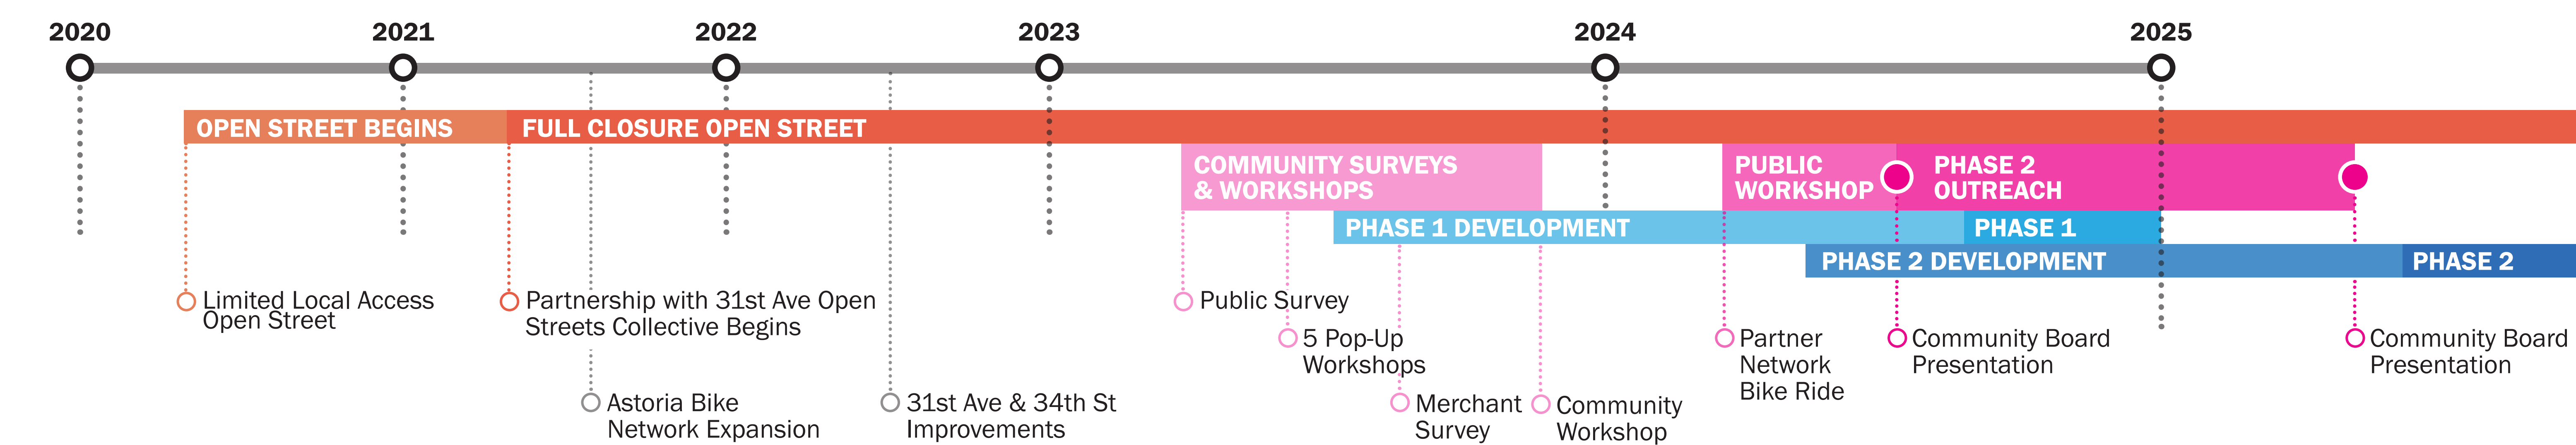 2020
2021
2022
2023
2024
2025
OPEN STREET BEGINS
FULL CLOSURE OPEN STREET
COMMUNITY SURVEYS
& WORKSHOPS
PUBLIC
WORKSHOP
PHASE 2
OUTREACH
PHASE 1 DEVELOPMENT
PHASE 1
PHASE 2 DEVELOPMENT
PHASE 2
Limited Local Access
Open Street
Partnership with 31st Ave Open
Streets Collective Begins
Astoria Bike
Network Expansion
31st Ave & 34th St
Improvements
Public Survey
5 Pop-Up
Workshops
Merchant
Survey
Community
Workshop
Partner
Network
Bike Ride
Community Board
Presentation
Community Board
Presentation